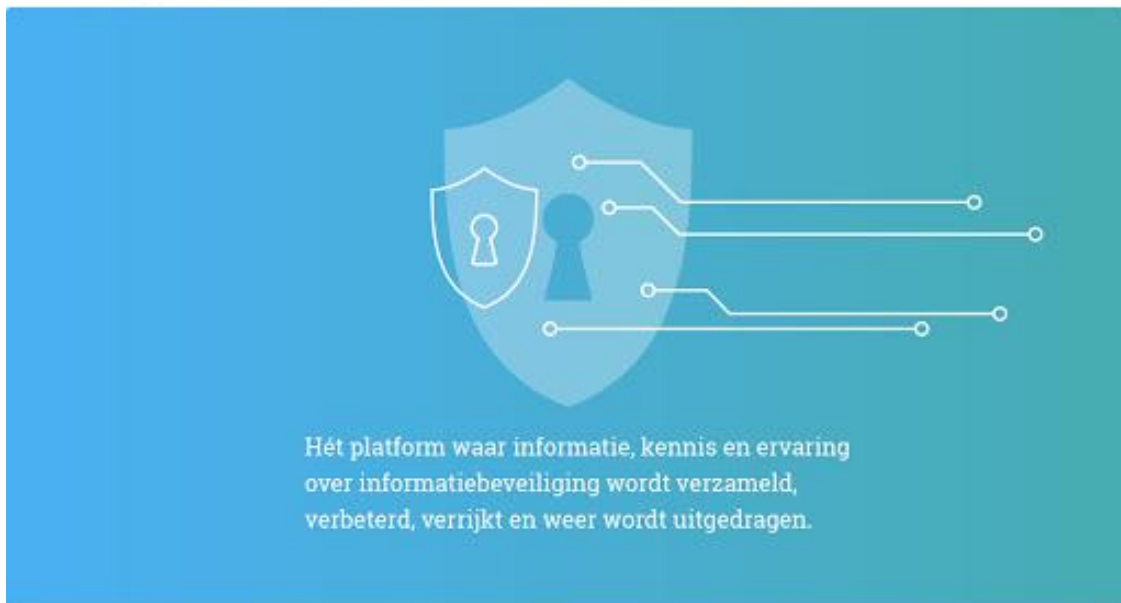 Hét platform waar informatie, kennis en ervaring
over informatiebeveiliging wordt verzameld,
verbeterd, verrijkt en weer wordt uitgedragen.